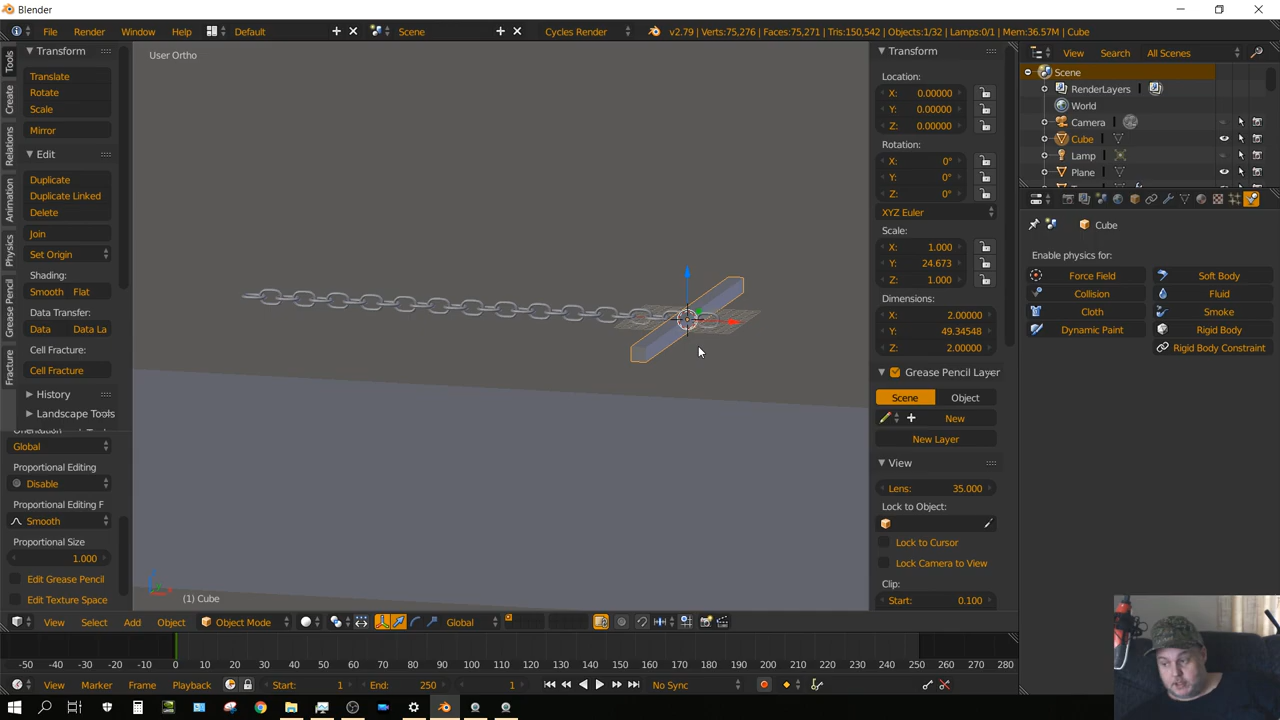 Blender
File Render Window Help Default Scene Cycles Render v2.79 | Verts:75,276 | Faces:75,271 | Tris:150,542 | Objects:1/32 | Lamps:0/1 | Mem:36.57M | Cube
Tools
Create
Relations
Animation
Physics
Grease Pencil
Fracture
Transform
Translate
Rotate
Scale
Mirror
Edit
Duplicate
Duplicate Linked
Delete
Join
Set Origin
Shading:
Smooth Flat
Data Transfer:
Data Data La
Cell Fracture:
Cell Fracture
History
Landscape Tools
Global
Proportional Editing
Disable
Proportional Editing F
Smooth
Proportional Size
1.000
Edit Grease Pencil
Edit Texture Space
User Ortho
(1) Cube
Transform
Location:
X: 0.00000
Y: 0.00000
Z: 0.00000
Rotation:
X: 0°
Y: 0°
Z: 0°
XYZ Euler
Scale:
X: 1.000
Y: 24.673
Z: 1.000
Dimensions:
X: 2.00000
Y: 49.34548
Z: 2.00000
Grease Pencil Layer
Scene Object
New
New Layer
View
Lens: 35.000
Lock to Object:
Lock to Cursor
Lock Camera to View
Clip:
Start: 0.100
View Search All Scenes
Scene
RenderLayers
World
Camera
Cube
Lamp
Plane
Cube
Enable physics for:
Force Field Soft Body
Collision Fluid
Cloth Smoke
Dynamic Paint Rigid Body
Rigid Body Constraint
View Select Add Object Object Mode Global
-50 -40 -30 -20 -10 0 10 20 30 40 50 60 70 80 90 100 110 120 130 140 150 160 170 180 190 200 210 220 230 240 250 260 270 280
View Marker Frame Playback Start: 1 End: 250 1 No Sync